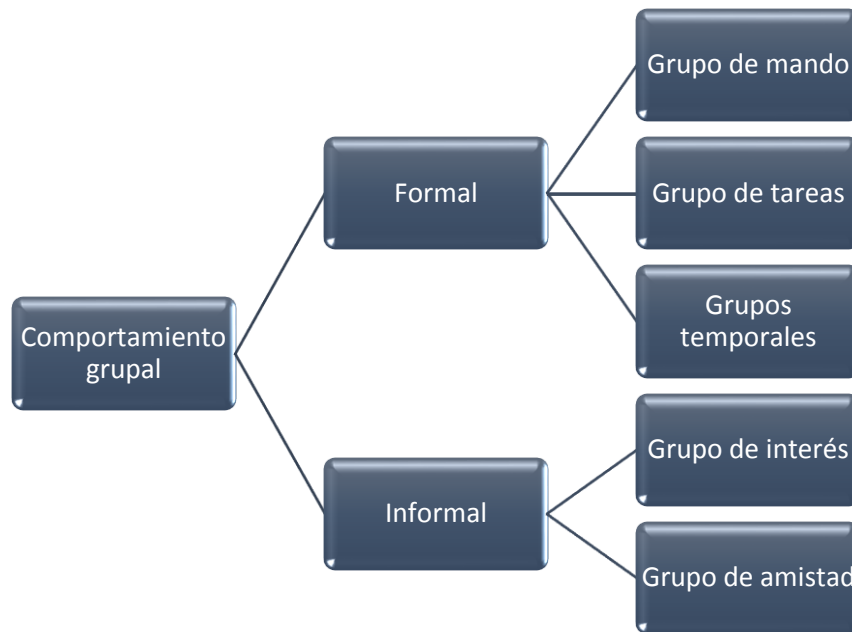 Grupo de mando
Formal
Grupo de tareas
Grupos
temporales
Comportamiento
grupal
Grupo de interés
Informal
Grupo de amistad